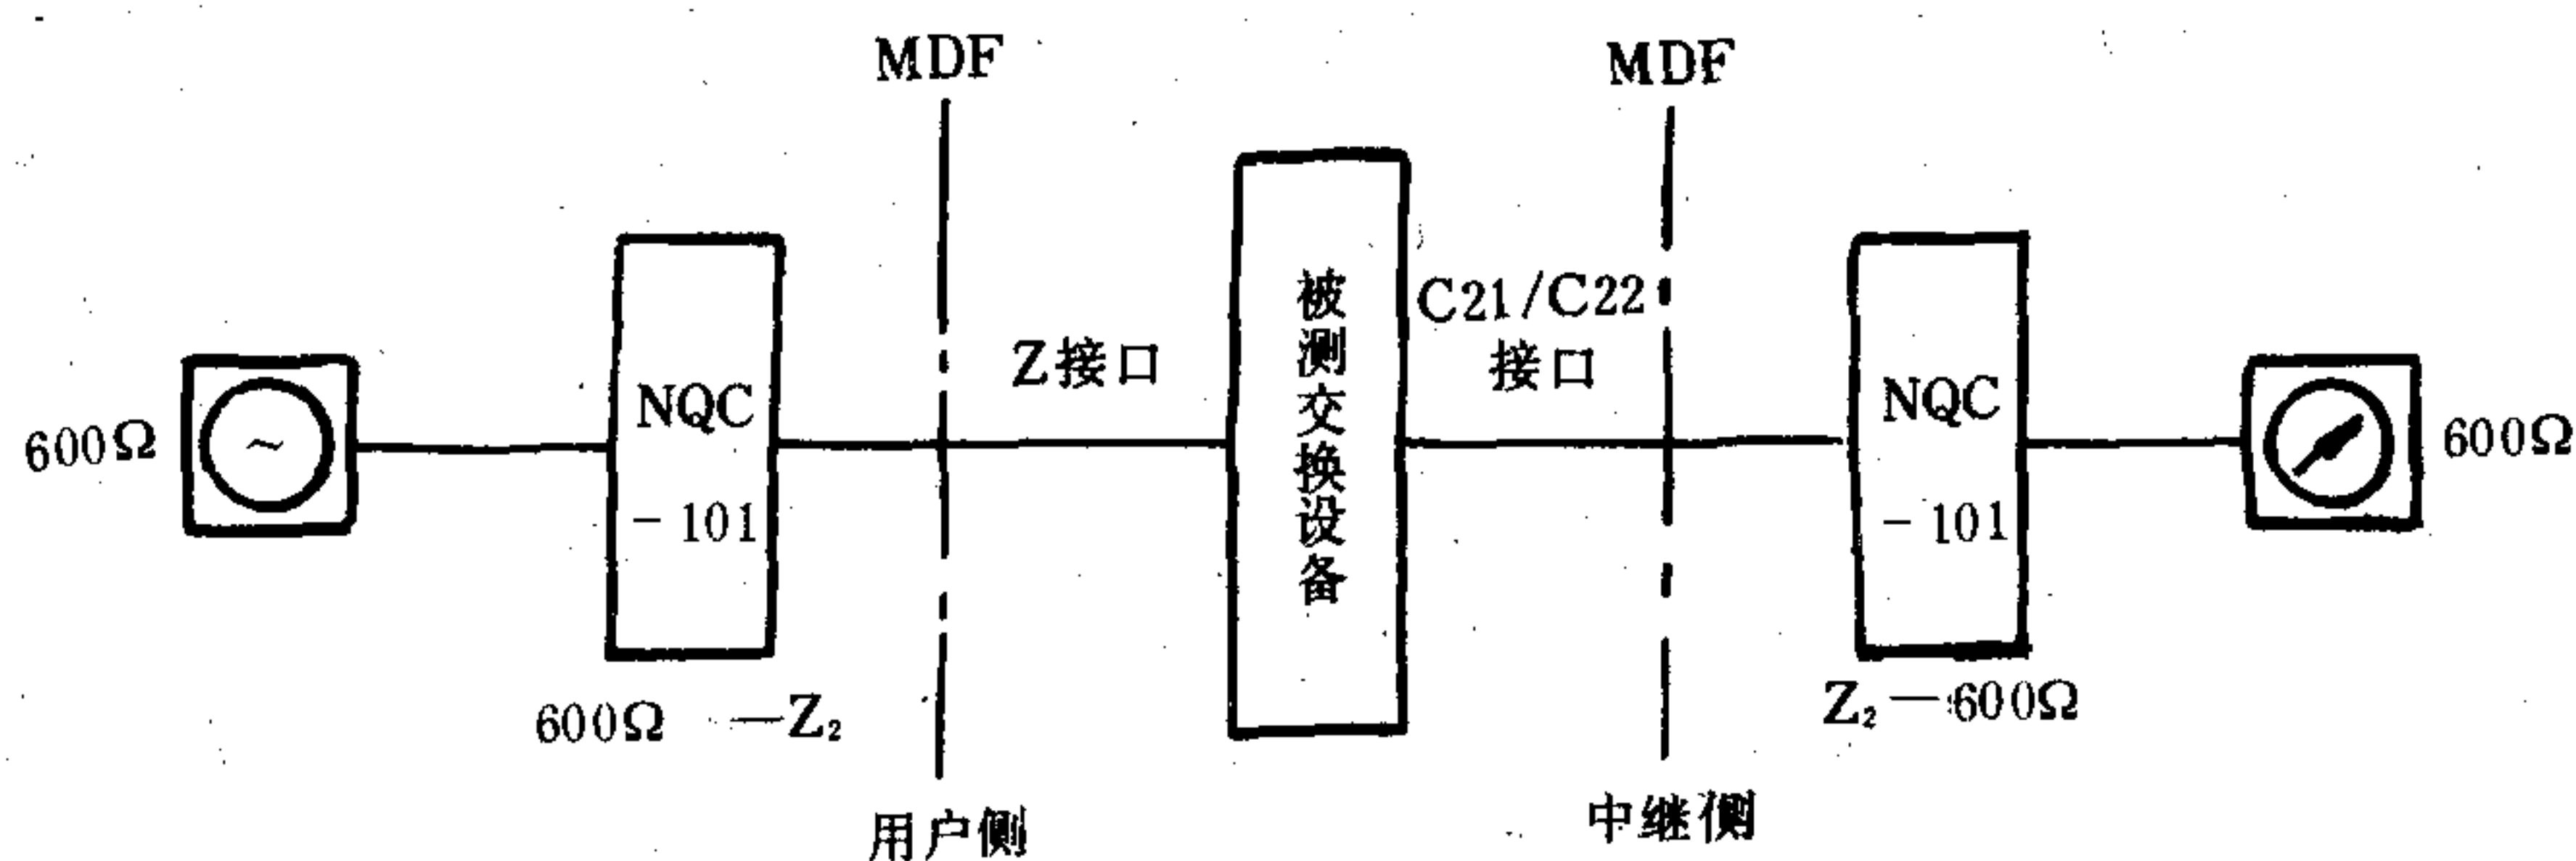 MDF
MDF
600Ω
NQC
-101
600Ω —Z₂
Z接口
被测交换设备
C21/C22
接口
NQC
-101
Z₂—600Ω
600Ω
用户侧
中继侧